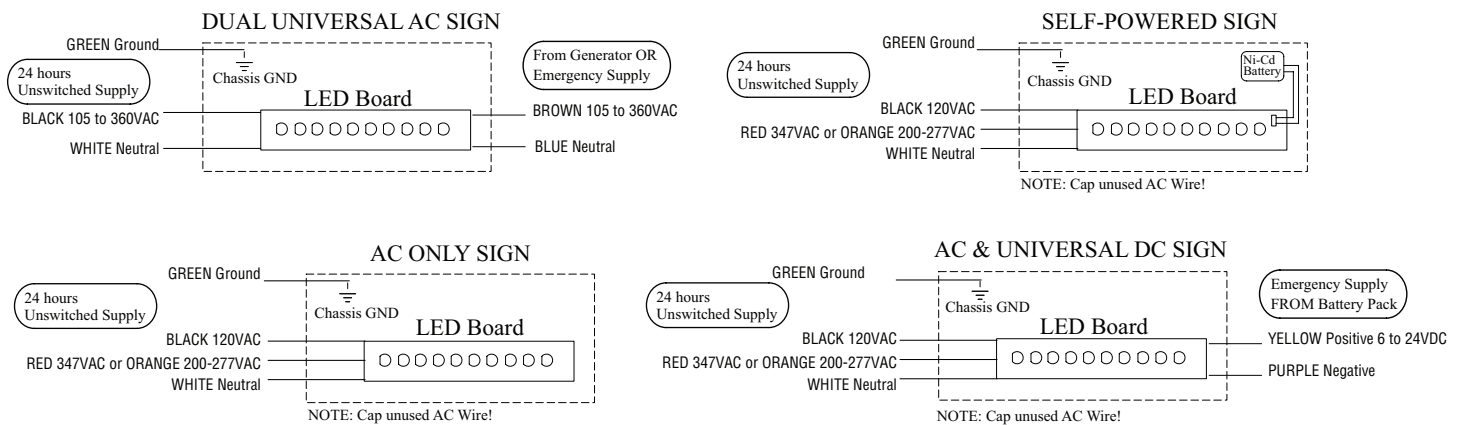 DUAL UNIVERSAL AC SIGN
GREEN Ground
24 hours
Unswitched Supply
Chassis GND
From Generator OR
Emergency Supply
LED Board
BLACK 105 to 360VAC
BROWN 105 to 360VAC
WHITE Neutral
BLUE Neutral
SELF-POWERED SIGN
GREEN Ground
24 hours
Unswitched Supply
Chassis GND
Ni-Cd
Battery
LED Board
BLACK 120VAC
RED 347VAC or ORANGE 200-277VAC
WHITE Neutral
NOTE: Cap unused AC Wire!
AC ONLY SIGN
GREEN Ground
24 hours
Unswitched Supply
Chassis GND
LED Board
BLACK 120VAC
RED 347VAC or ORANGE 200-277VAC
WHITE Neutral
NOTE: Cap unused AC Wire!
AC & UNIVERSAL DC SIGN
GREEN Ground
24 hours
Unswitched Supply
Chassis GND
Emergency Supply
FROM Battery Pack
LED Board
BLACK 120VAC
YELLOW Positive 6 to 24VDC
RED 347VAC or ORANGE 200-277VAC
PURPLE Negative
WHITE Neutral
NOTE: Cap unused AC Wire!